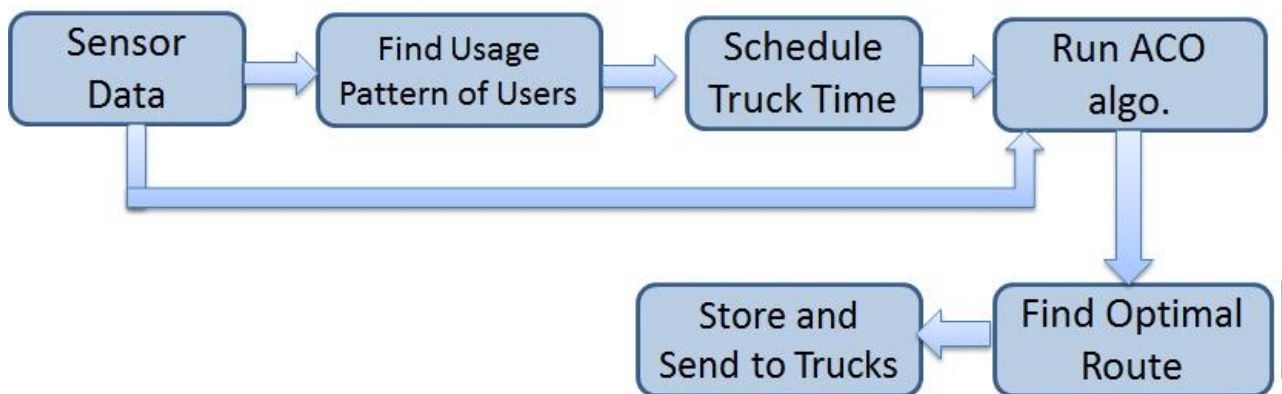 Sensor
Data
Find Usage
Pattern of Users
Schedule
Truck Time
Run ACO
algo.
Store and
Send to Trucks
Find Optimal
Route